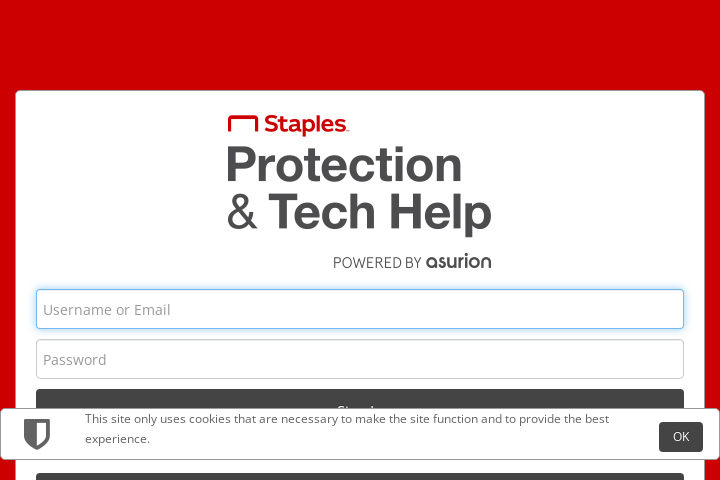 Staples
Protection
& Tech Help
POWERED BY asurion
Username or Email
Password
This site only uses cookies that are necessary to make the site function and to provide the best
experience.
OK